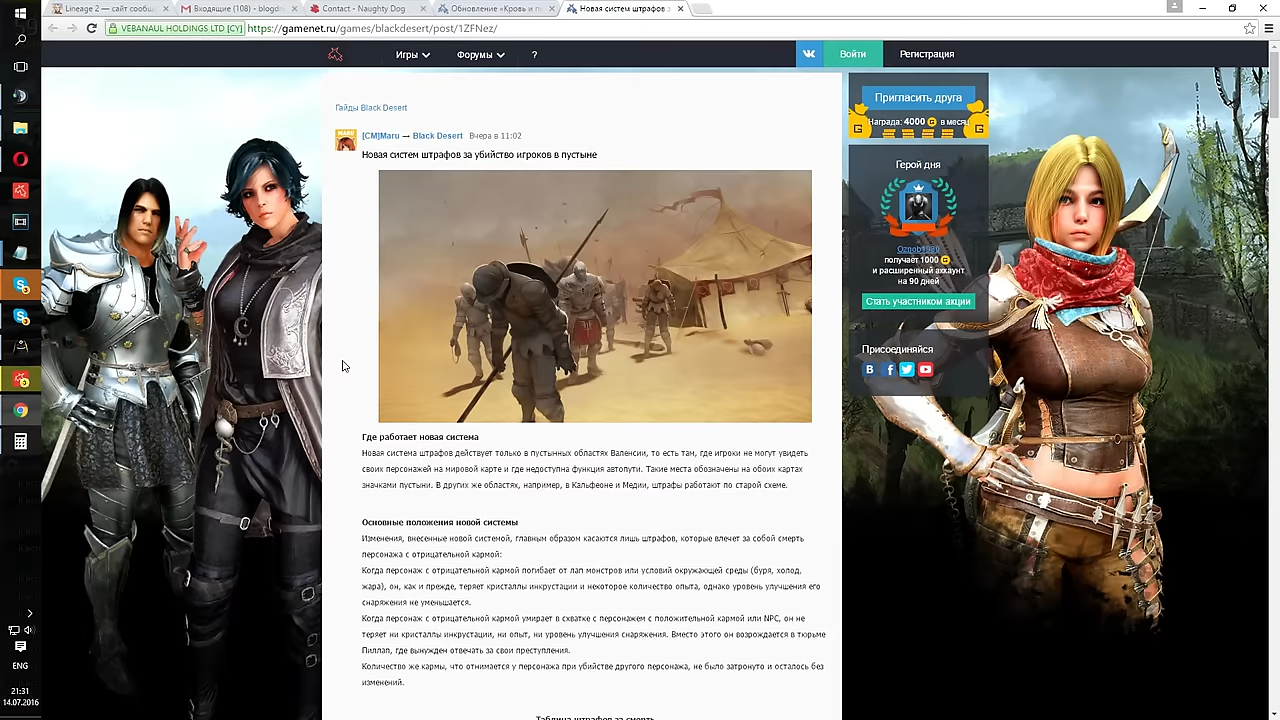 Lineage 2 — сайт сообщ
Входящие (108) - blogdn
Contact - Naughty Dog
Обновление «Кровь и п
Новая систем штрафов з
VEBANAUL HOLDINGS LTD [CY]
https://gamenet.ru/games/blackdesert/post/1ZFNez/
Игры
Форумы
?
Войти
Регистрация
Гайды Black Desert
[CM]Maru → Black Desert Вчера в 11:02
Новая систем штрафов за убийство игроков в пустыне
Где работает новая система
Новая система штрафов действует только в пустынных областях Валенсии, то есть там, где игроки не могут увидеть
своих персонажей на мировой карте и где недоступна функция автопути. Такие места обозначены на обоих картах
значками пустыни. В других же областях, например, в Кальфеоне и Медии, штрафы работают по старой схеме.
Основные положения новой системы
Изменения, внесенные новой системой, главным образом касаются лишь штрафов, которые влечет за собой смерть
персонажа с отрицательной кармой:
Когда персонаж с отрицательной кармой погибает от лап монстров или условий окружающей среды (буря, холод,
жара), он, как и прежде, теряет кристаллы инкрустации и некоторое количество опыта, однако уровень улучшения его
снаряжения не уменьшается.
Когда персонаж с отрицательной кармой умирает в схватке с персонажем с положительной кармой или NPC, он не
теряет ни кристаллы инкрустации, ни опыт, ни уровень улучшения снаряжения. Вместо этого он возрождается в тюрьме
Пиллап, где вынужден отвечать за свои преступления.
Количество же кармы, что отнимается у персонажа при убийстве другого персонажа, не было затронуто и осталось без
изменений.
Таблица штрафов за смерть
Пригласить друга
Награда: 4000 G в месяц
Герой дня
Oznob1980
получает 1000 G
и расширенный аккаунт
на 90 дней
Стать участником акции
Присоединяйся
ENG
21:31
14.07.2016